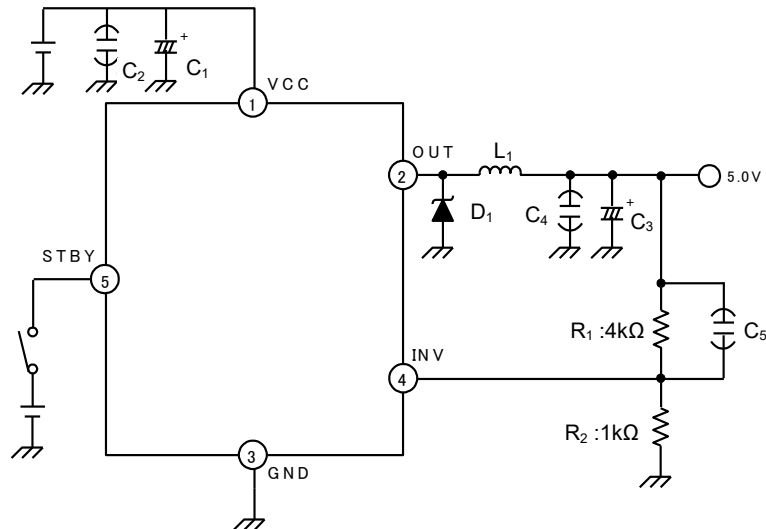 C2
+
C1
VCC
1
OUT
2
L1
5.0V
D1
C4
+
C3
STBY
5
R1 :4kΩ
C5
INV
4
R2 :1kΩ
3
GND